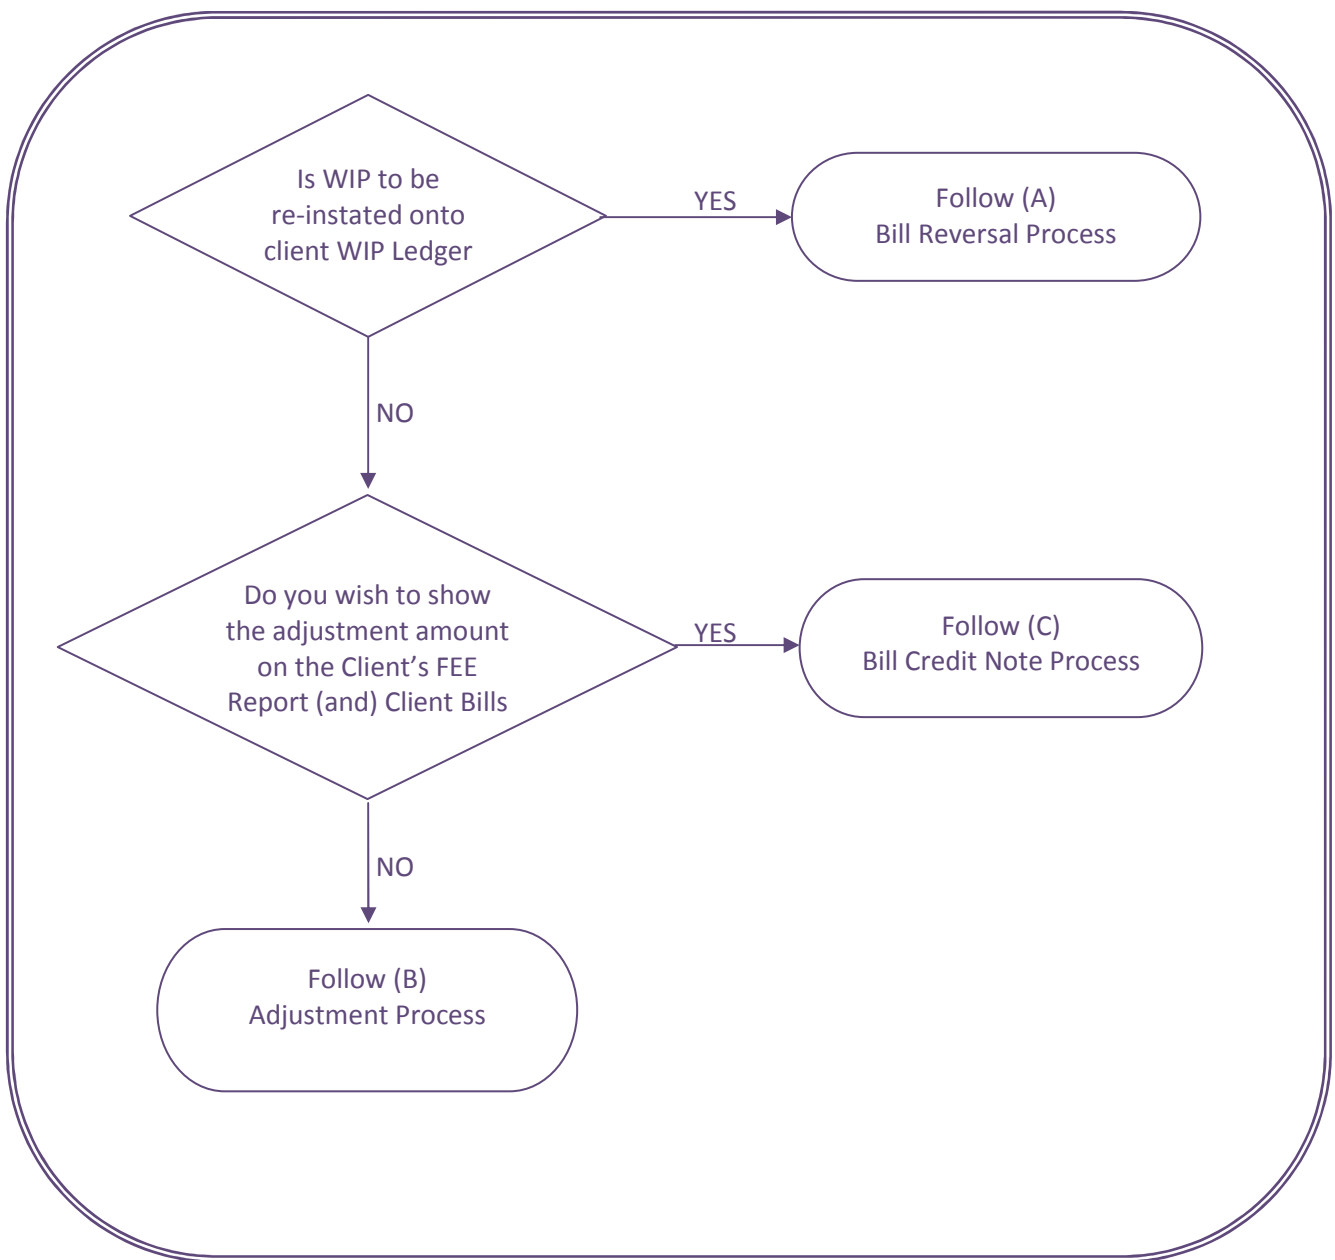 Is WIP to be
re-instated onto
client WIP Ledger
YES
Follow (A)
Bill Reversal Process
NO
Do you wish to show
the adjustment amount
on the Client’s FEE
Report (and) Client Bills
YES
Follow (C)
Bill Credit Note Process
NO
Follow (B)
Adjustment Process